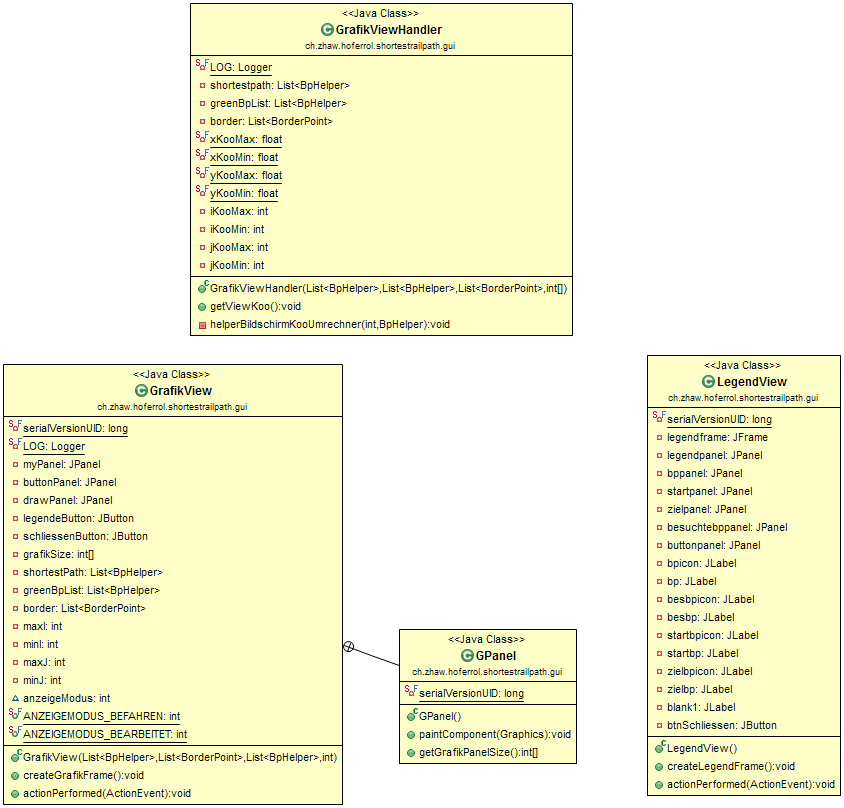 <<Java Class>>
GrafikViewHandler
ch.zhaw.hoferrol.shortestrailpath.gui
LOG: Logger
shortestpath: List<BpHelper>
greenBpList: List<BpHelper>
border: List<BorderPoint>
xKooMax: float
xKooMin: float
yKooMax: float
yKooMin: float
iKooMax: int
iKooMin: int
jKooMax: int
jKooMin: int
GrafikViewHandler(List<BpHelper>,List<BpHelper>,List<BorderPoint>,int[])
getViewKoo():void
helperBildschirmKooUmrechner(int,BpHelper):void
<<Java Class>>
GrafikView
ch.zhaw.hoferrol.shortestrailpath.gui
serialVersionUID: long
LOG: Logger
myPanel: JPanel
buttonPanel: JPanel
drawPanel: JPanel
legendeButton: JButton
schliessenButton: JButton
grafikSize: int[]
shortestPath: List<BpHelper>
greenBpList: List<BpHelper>
border: List<BorderPoint>
maxI: int
minI: int
maxJ: int
minJ: int
anzeigeModus: int
ANZEIGEMODUS_BEFAHREN: int
ANZEIGEMODUS_BEARBEITET: int
GrafikView(List<BpHelper>,List<BorderPoint>,List<BpHelper>,int)
createGrafikFrame():void
actionPerformed(ActionEvent):void
<<Java Class>>
GPanel
ch.zhaw.hoferrol.shortestrailpath.gui
serialVersionUID: long
GPanel()
paintComponent(Graphics):void
getGrafikPanelSize():int[]
<<Java Class>>
LegendView
ch.zhaw.hoferrol.shortestrailpath.gui
serialVersionUID: long
legendframe: JFrame
legendpanel: JPanel
bppanel: JPanel
startpanel: JPanel
zielpanel: JPanel
besuchtebppanel: JPanel
buttonpanel: JPanel
bpicon: JLabel
bp: JLabel
besbpicon: JLabel
besbp: JLabel
startbpicon: JLabel
startbp: JLabel
zielbpicon: JLabel
zielbp: JLabel
blank1: JLabel
btnSchliessen: JButton
LegendView()
createLegendFrame():void
actionPerformed(ActionEvent):void